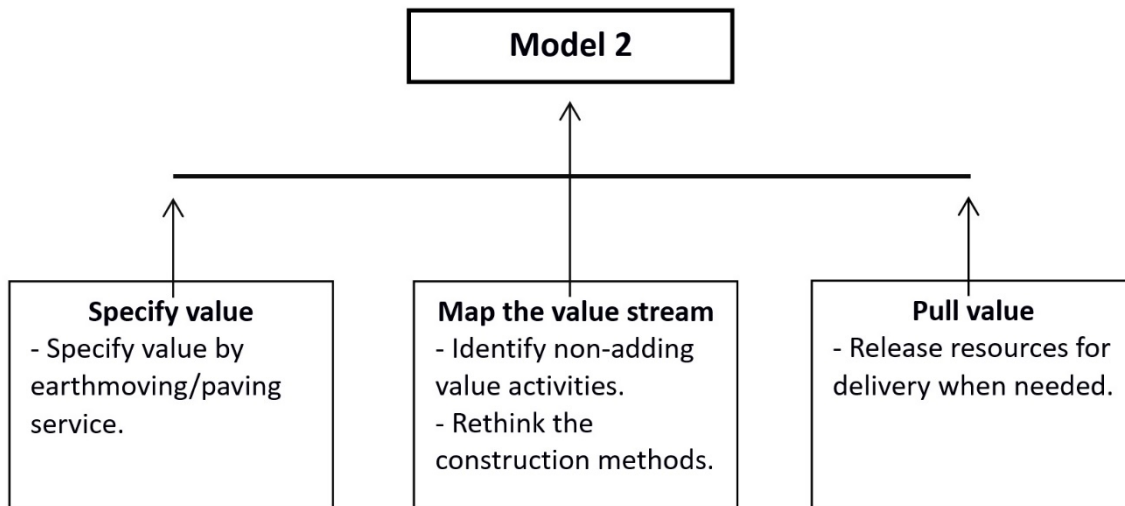 Model 2
Specify value
- Specify value by
earthmoving/paving
service.
Map the value stream
- Identify non-adding
value activities.
- Rethink the
construction methods.
Pull value
- Release resources for
delivery when needed.